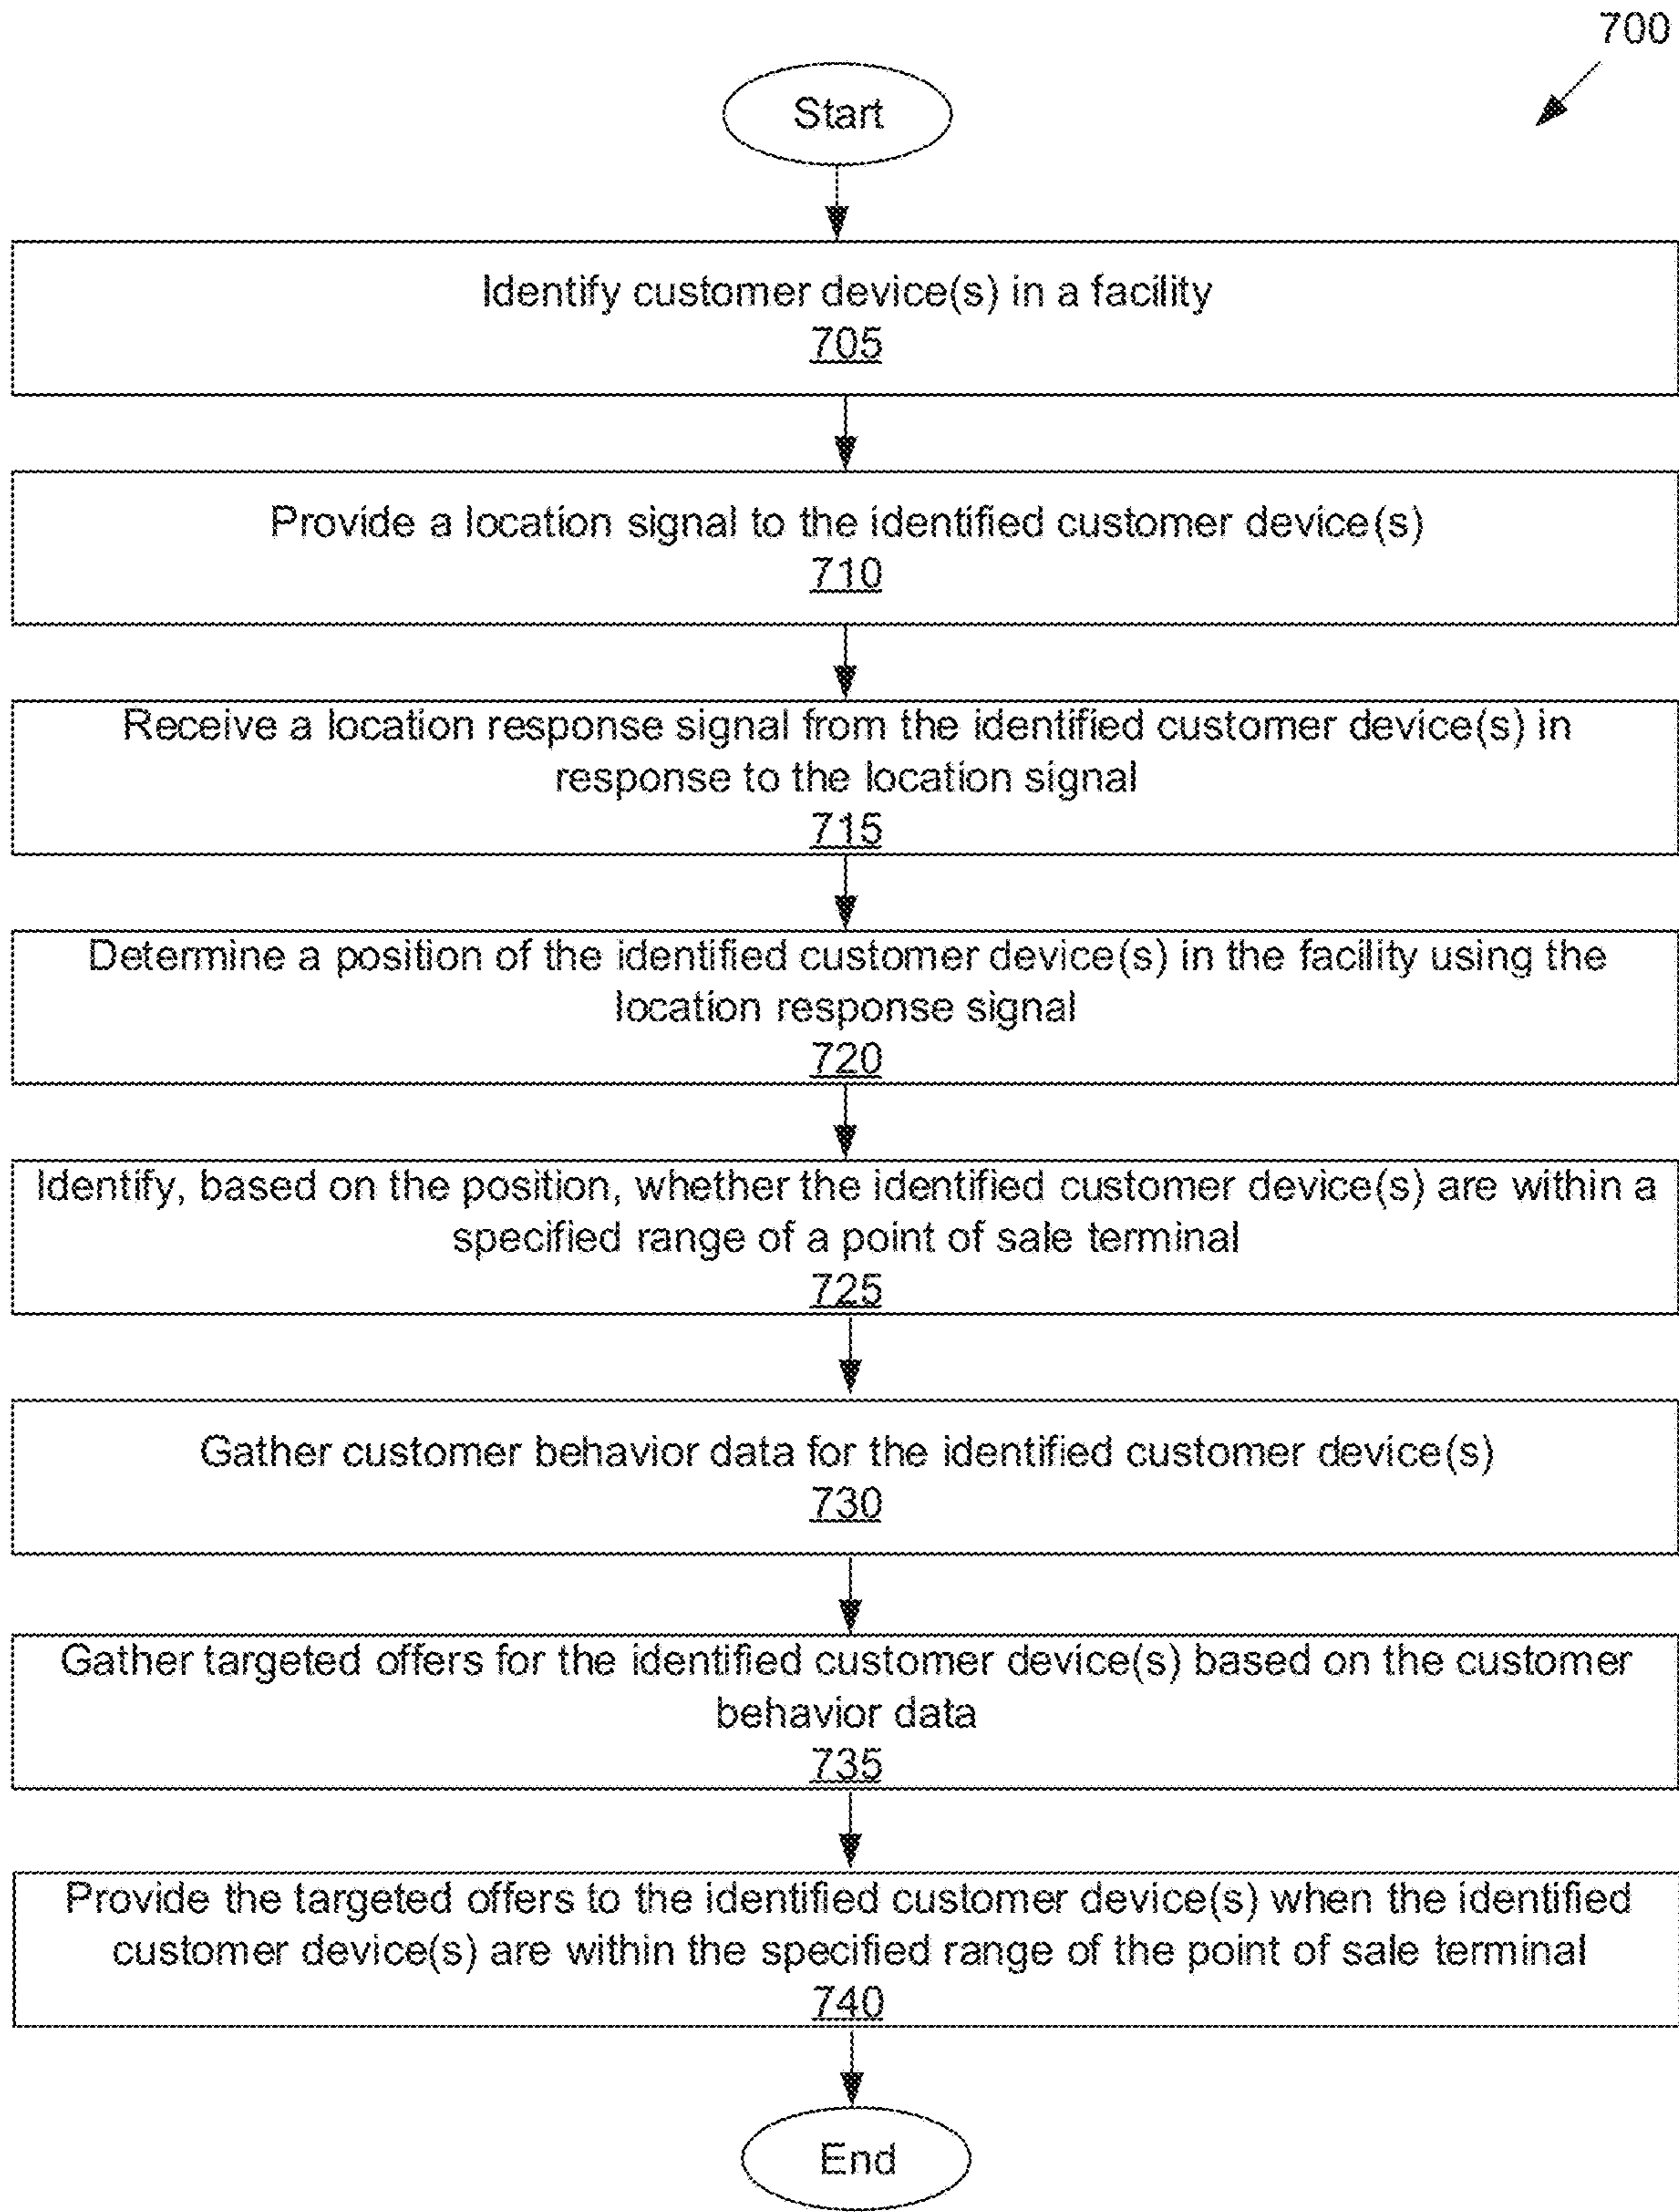 700
Start
Identify customer device(s) in a facility
705
Provide a location signal to the identified customer device(s)
710
Receive a location response signal from the identified customer device(s) in
response to the location signal
715
Determine a position of the identified customer device(s) in the facility using the
location response signal
720
Identify, based on the position, whether the identified customer device(s) are within a
specified range of a point of sale terminal
725
Gather customer behavior data for the identified customer device(s)
730
Gather targeted offers for the identified customer device(s) based on the customer
behavior data
735
Provide the targeted offers to the identified customer device(s) when the identified
customer device(s) are within the specified range of the point of sale terminal
740
End